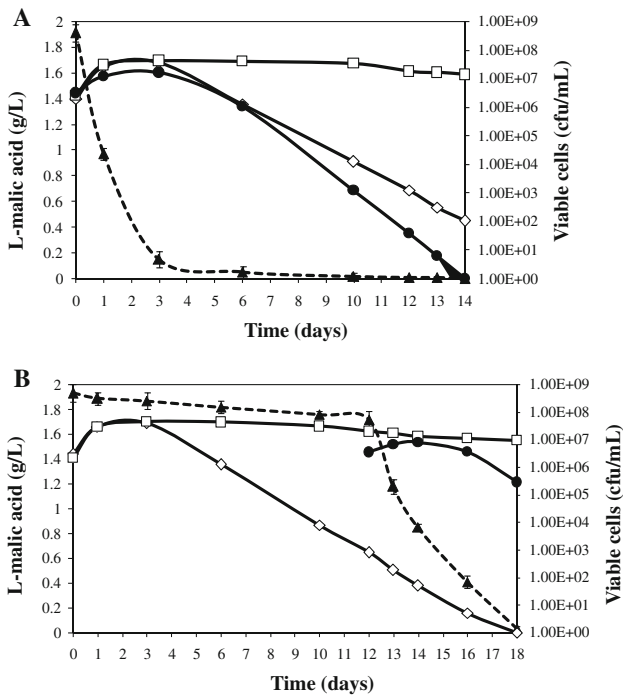 A
2
1.00E+09
1.8
1.00E+08
1.6
1.00E+07
1.4
1.00E+06
1.2
1.00E+05
1
1.00E+04
0.8
1.00E+03
0.6
1.00E+02
0.4
1.00E+01
0.2
1.00E+00
0
L-malic acid (g/L)
Viable cells (cfu/mL)
0 1 2 3 4 5 6 7 8 9 10 11 12 13 14
Time (days)
B
2
1.00E+09
1.8
1.00E+08
1.6
1.00E+07
1.4
1.00E+06
1.2
1.00E+05
1
1.00E+04
0.8
1.00E+03
0.6
1.00E+02
0.4
1.00E+01
0.2
1.00E+00
0
L-malic acid (g/L)
Viable cells (cfu/mL)
0 1 2 3 4 5 6 7 8 9 10 11 12 13 14 15 16 17 18
Time (days)